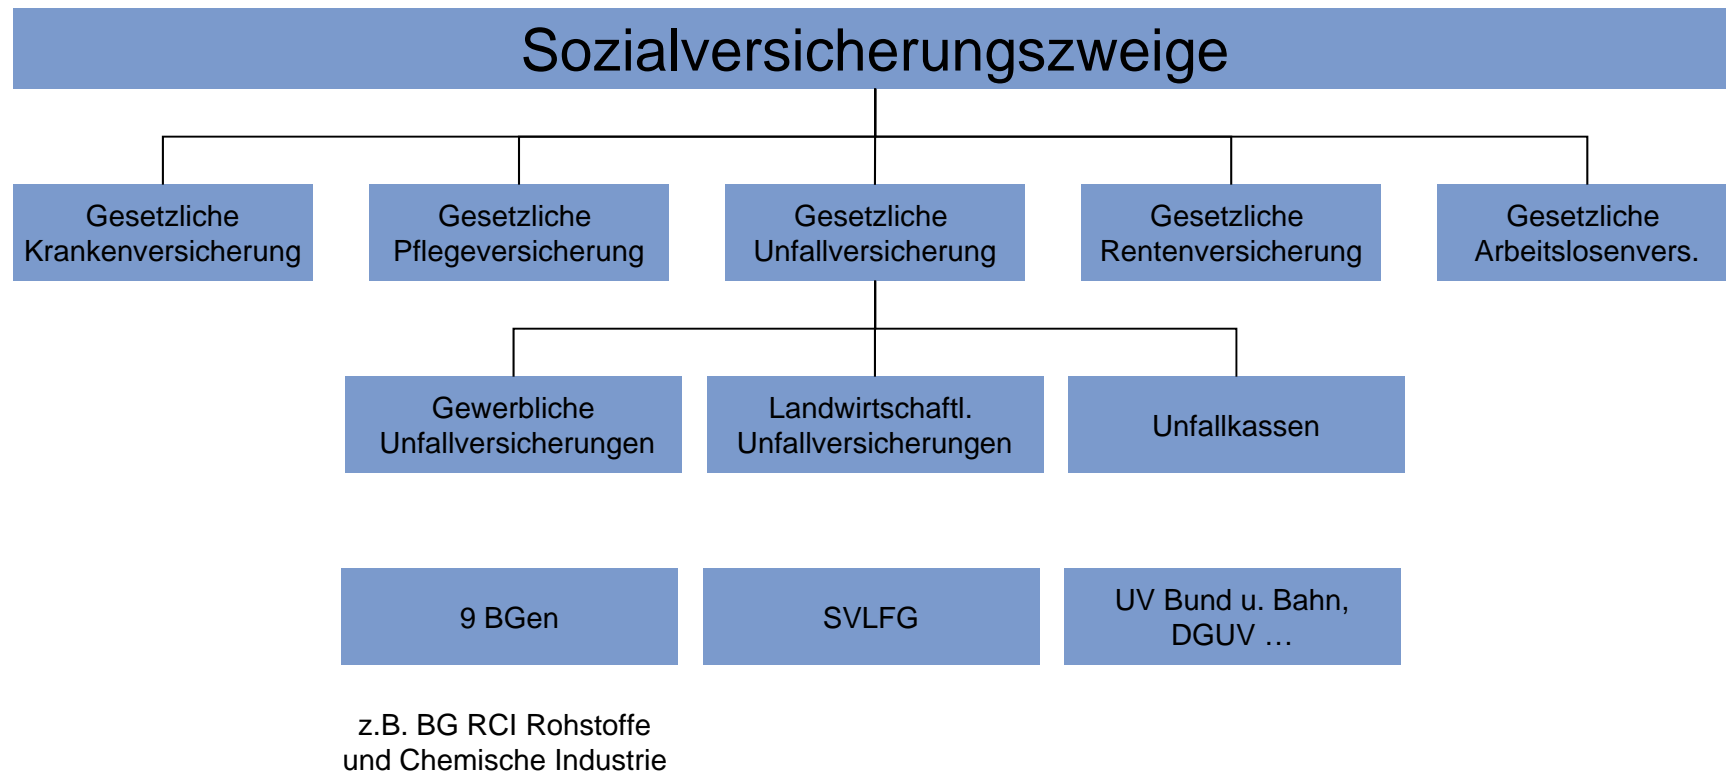 Sozialversicherungszweige
Gesetzliche
Krankenversicherung
Gesetzliche
Pflegeversicherung
Gesetzliche
Unfallversicherung
Gesetzliche
Rentenversicherung
Gesetzliche
Arbeitslosenvers.
Gewerbliche
Unfallversicherungen
Landwirtschaftl.
Unfallversicherungen
Unfallkassen
9 BGen
SVLFG
UV Bund u. Bahn,
DGUV …
z.B. BG RCI Rohstoffe
und Chemische Industrie